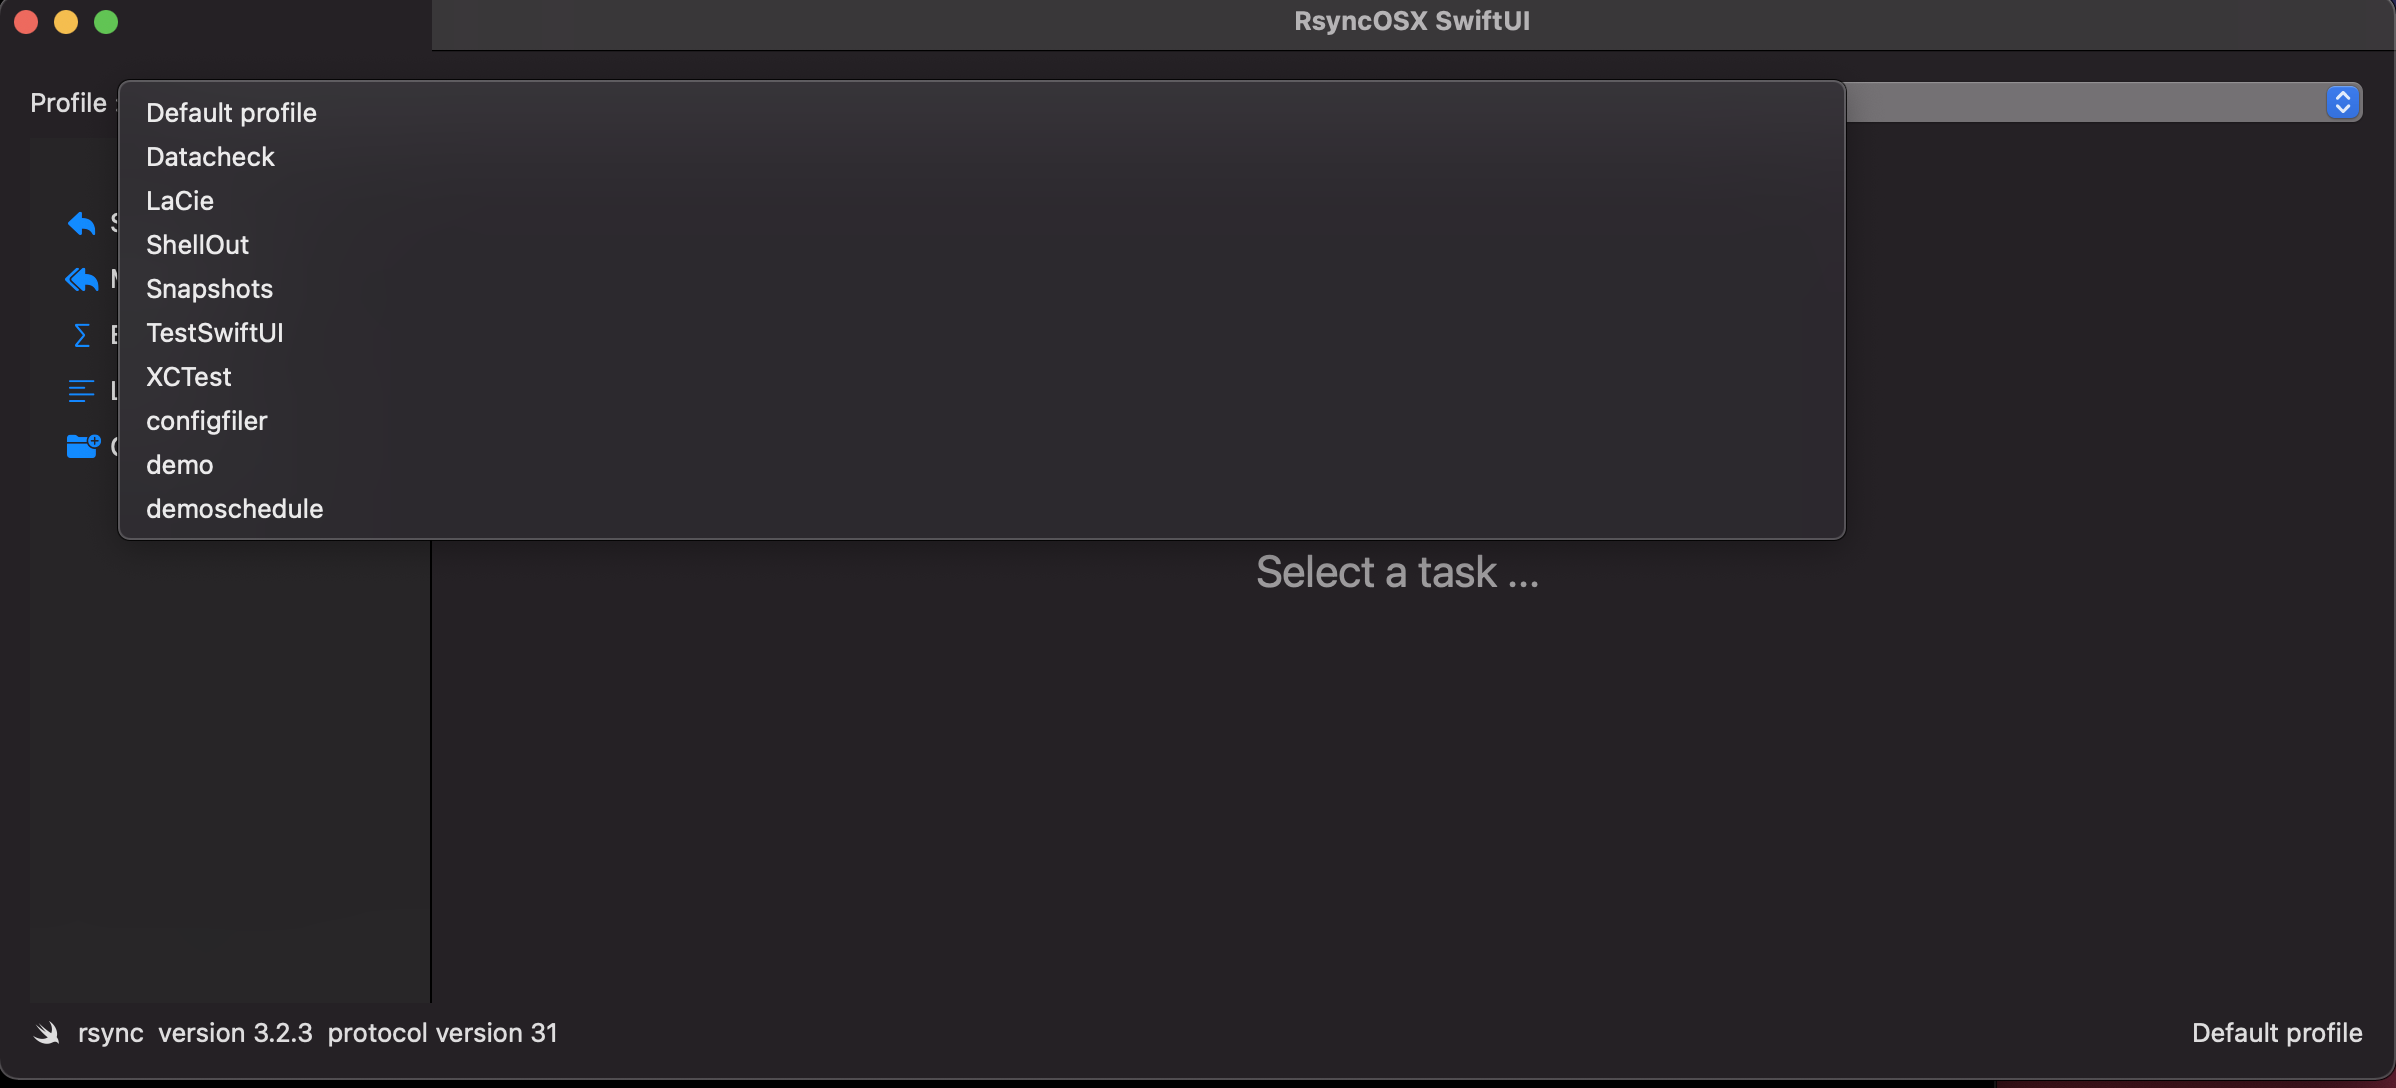 RsyncOSX SwiftUI
Profile
Default profile
Datacheck
LaCie
ShellOut
Snapshots
TestSwiftUI
XCTest
configfiler
demo
demoschedule
Select a task ...
rsync version 3.2.3 protocol version 31
Default profile